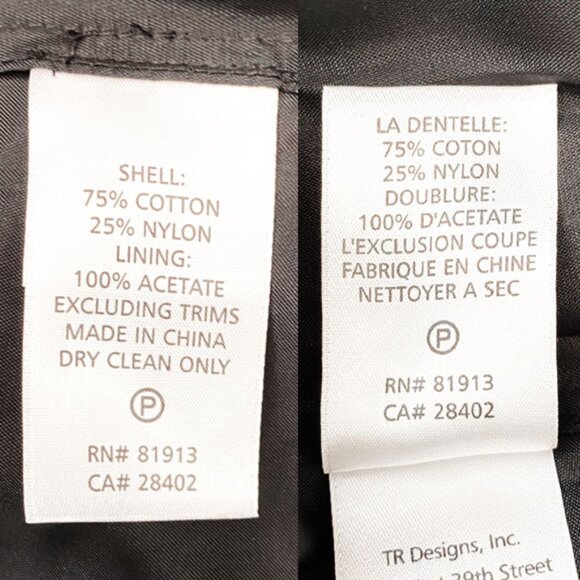 SHELL:
75% COTTON
25% NYLON
LINING:
100% ACETATE
EXCLUDING TRIMS
MADE IN CHINA
DRY CLEAN ONLY
P
RN# 81913
CA# 28402
LA DENTELLE:
75% COTON
25% NYLON
DOUBLURE:
100% D'ACETATE
L'EXCLUSION COUPE
FABRIQUE EN CHINE
NETTOYER A SEC
P
RN# 81913
CA# 28402
TR Designs, Inc.
39th Street